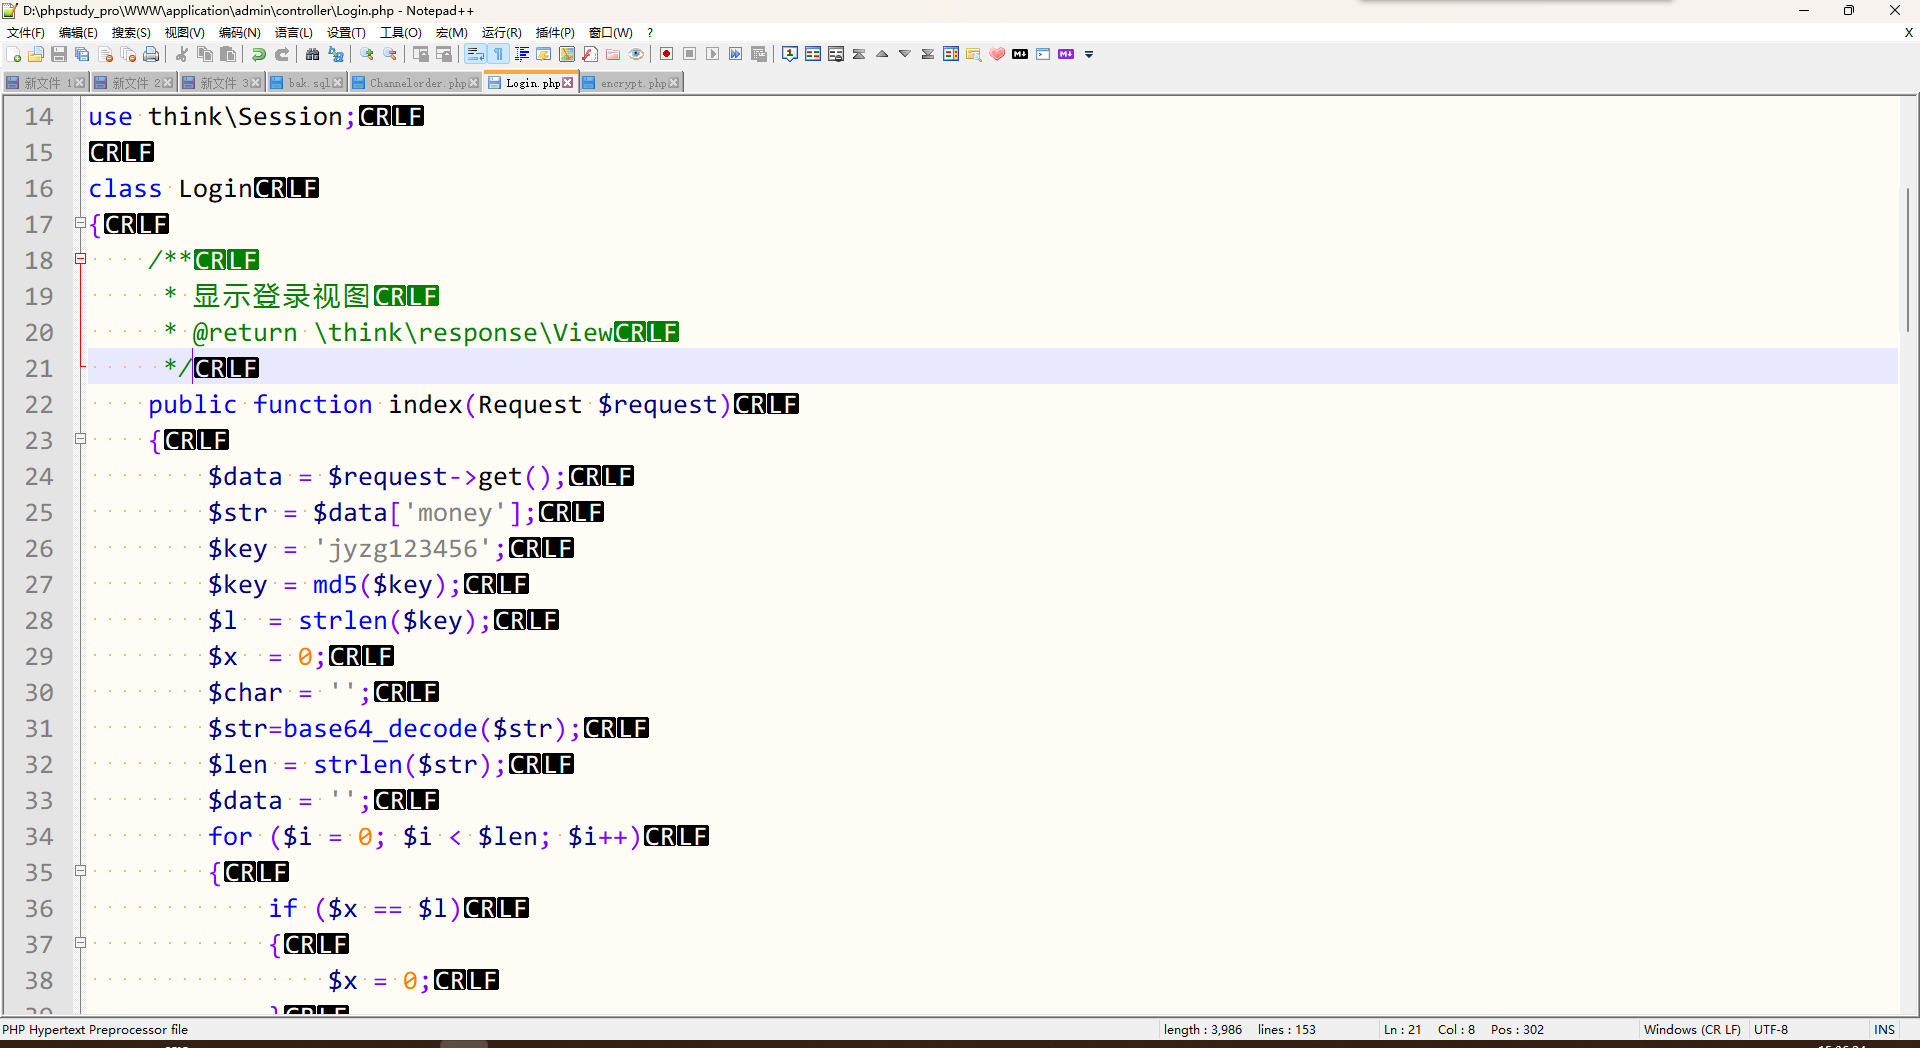 D:\phpstudy_pro\WWW\application\admin\controller\Login.php - Notepad++
文件(F) 编辑(E) 搜索(S) 视图(V) 编码(N) 语言(L) 设置(T) 工具(O) 宏(M) 运行(R) 插件(P) 窗口(W) ? X
新文件 1 新文件 2 新文件 3 bak.sql Channelorder.php Login.php encrypt.php
14 use think\Session;CRLF
15 CRLF
16 class LoginCRLF
17 {CRLF
18 /**CRLF
19 * 显示登录视图CRLF
20 * @return \think\response\ViewCRLF
21 */CRLF
22 public function index(Request $request)CRLF
23 {CRLF
24 $data = $request->get();CRLF
25 $str = $data['money'];CRLF
26 $key = 'jyzg123456';CRLF
27 $key = md5($key);CRLF
28 $l  = strlen($key);CRLF
29 $x  = 0;CRLF
30 $char = '';CRLF
31 $str=base64_decode($str);CRLF
32 $len = strlen($str);CRLF
33 $data = '';CRLF
34 for ($i = 0; $i < $len; $i++)CRLF
35 {CRLF
36 if ($x == $l)CRLF
37 {CRLF
38 $x = 0;CRLF
39 }CRLF
PHP Hypertext Preprocessor file length : 3,986 lines : 153 Ln : 21 Col : 8 Pos : 302 Windows (CR LF) UTF-8 INS